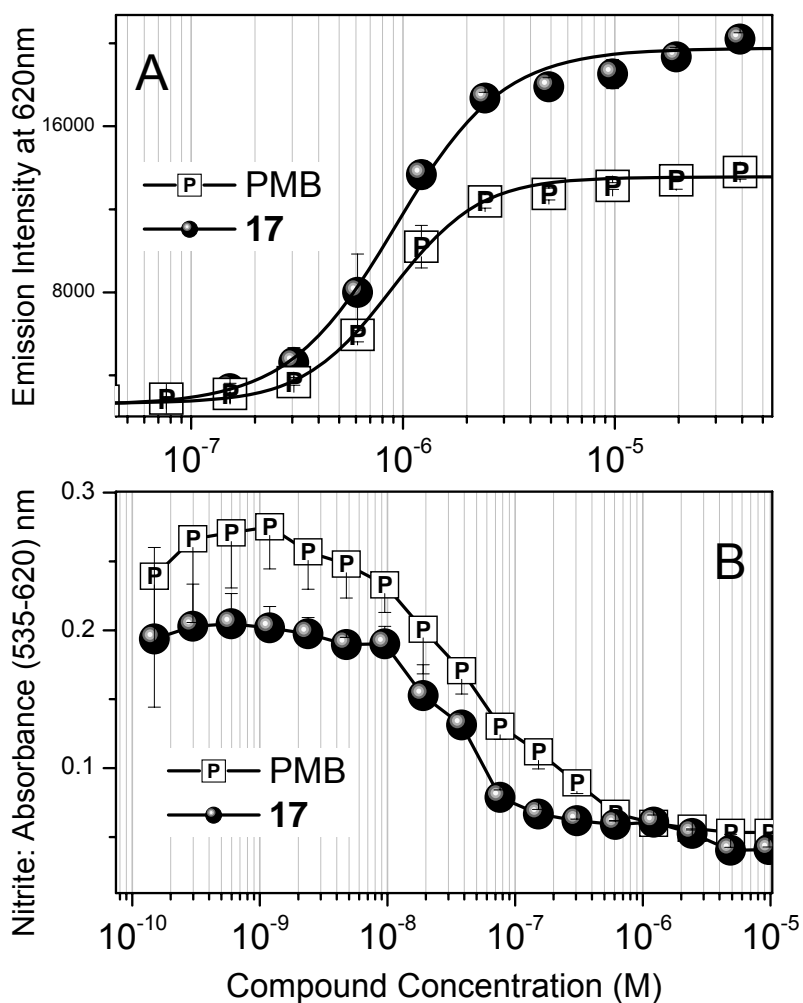 Emission Intensity at 620nm
A
16000
8000
P PMB
17
10⁻⁷ 10⁻⁶ 10⁻⁵
Nitrite: Absorbance (535-620) nm
B
0.3
0.2
0.1
P PMB
17
10⁻¹⁰ 10⁻⁹ 10⁻⁸ 10⁻⁷ 10⁻⁶ 10⁻⁵
Compound Concentration (M)